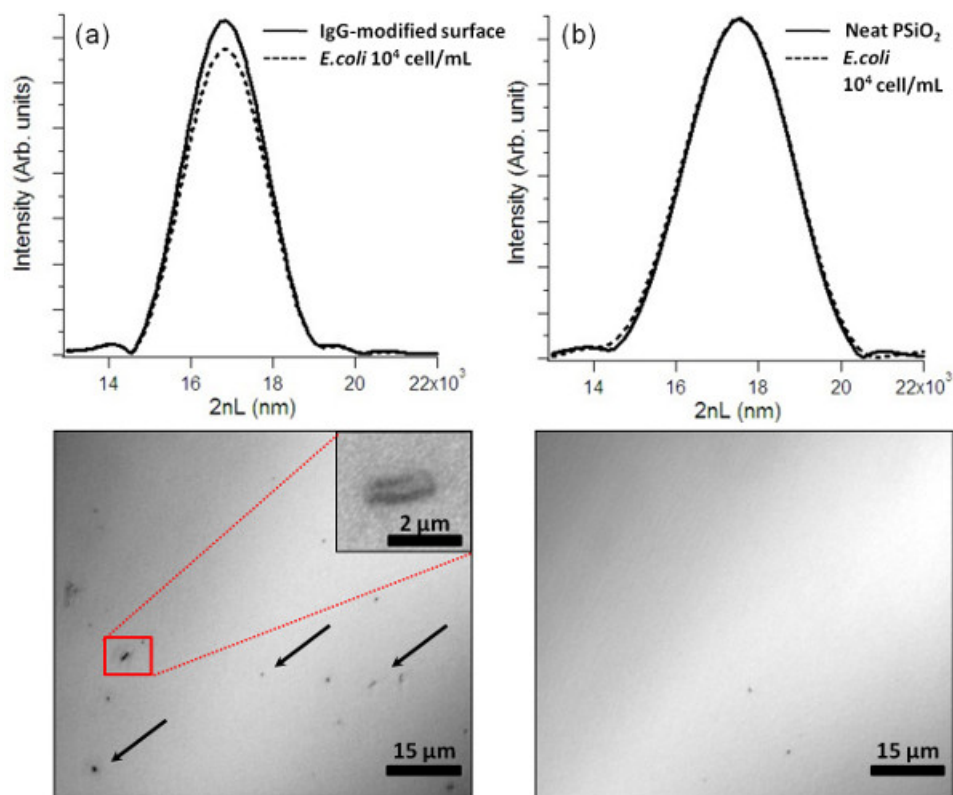 (a)
IgG-modified surface
E.coli 10⁴ cell/mL
Intensity (Arb. units)
14 16 18 20 22x10³
2nL (nm)
(b)
Neat PSiO₂
E.coli
10⁴ cell/mL
Intensity (Arb. unit)
14 16 18 20 22x10³
2nL (nm)
2 µm
15 µm
15 µm